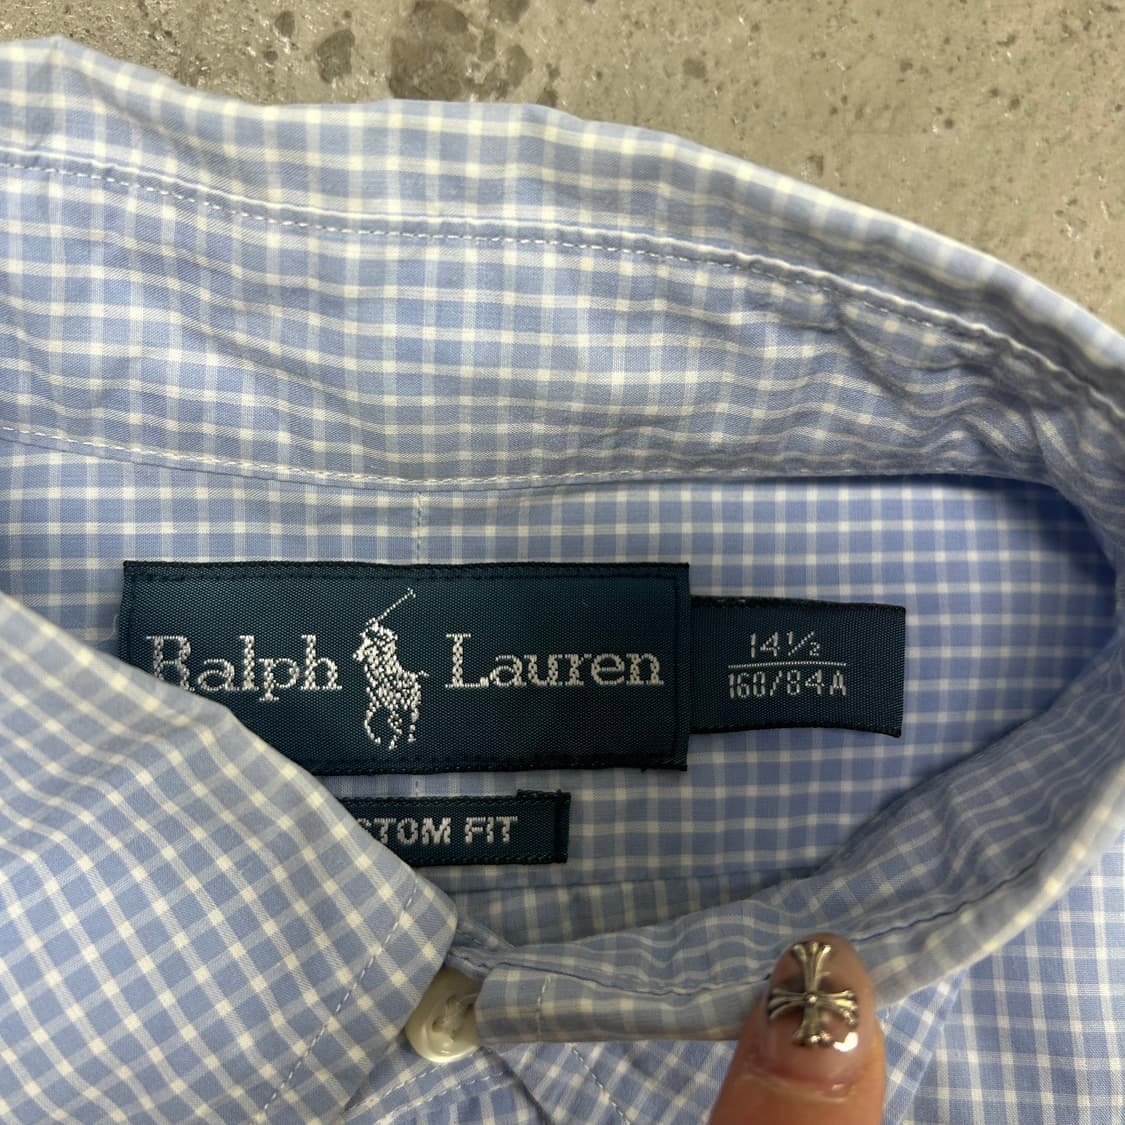 Ralph Lauren
14½
160/84A
STOM FIT